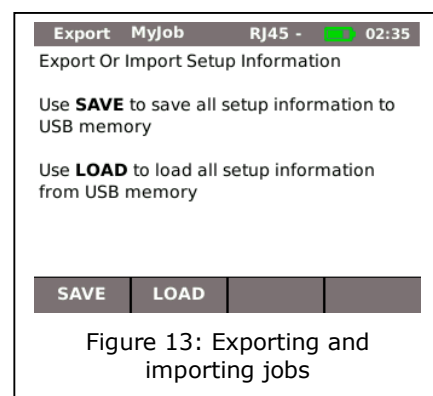 Export MyJob RJ45 - 02:35
Export Or Import Setup Information
Use SAVE to save all setup information to
USB memory
Use LOAD to load all setup information
from USB memory
SAVE LOAD
Figure 13: Exporting and
importing jobs